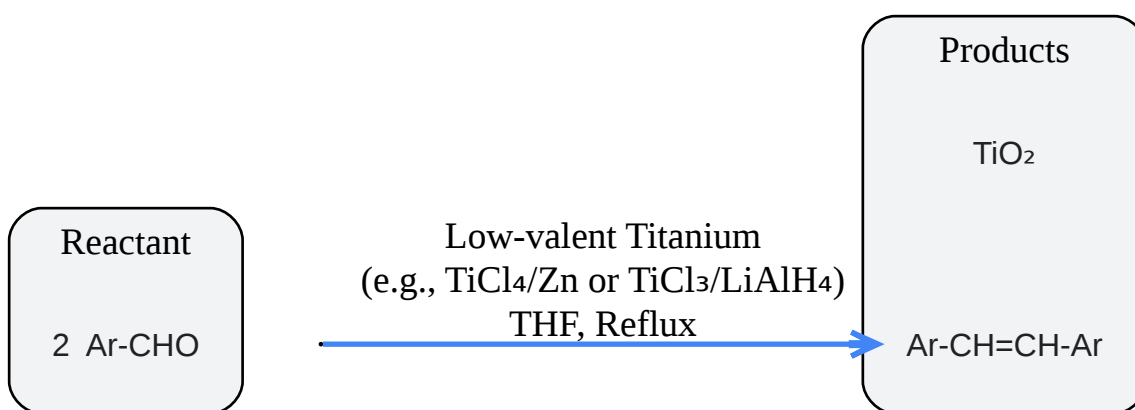 Products
TiO₂
Reactant
Low-valent Titanium
(e.g., TiCl₄/Zn or TiCl₃/LiAlH₄)
THF, Reflux
2 Ar-CHO
Ar-CH=CH-Ar